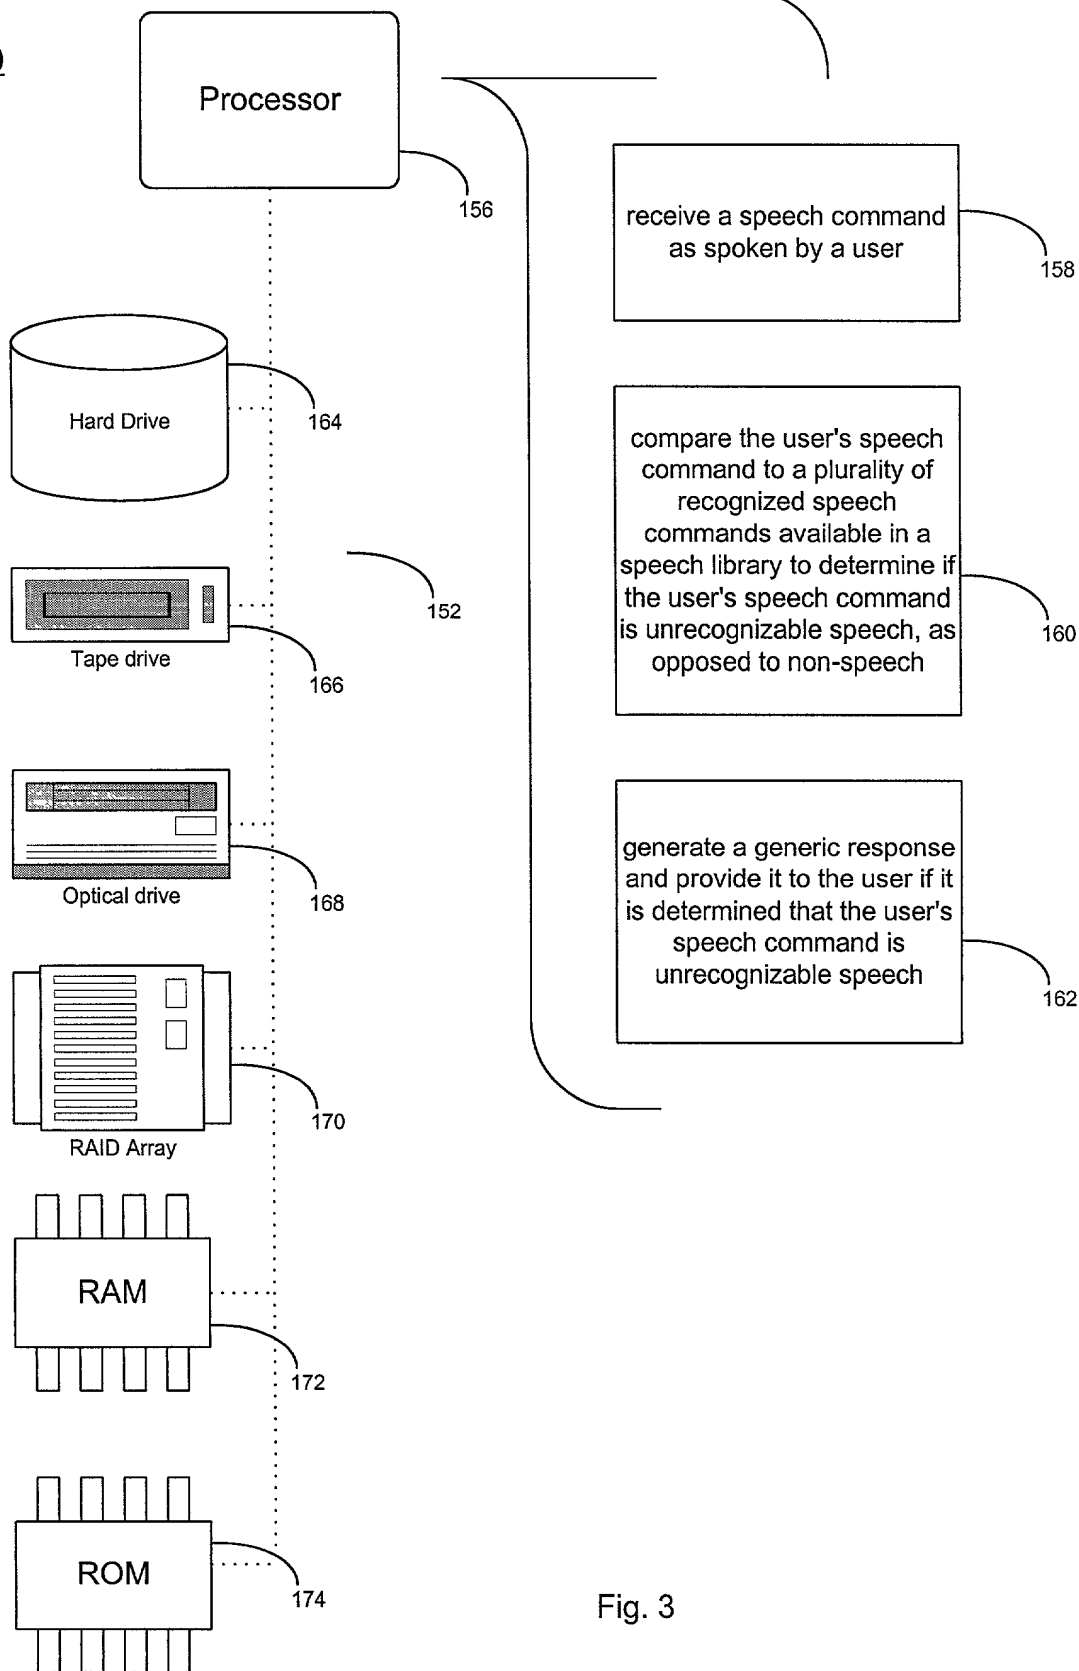 Processor
156
receive a speech command
as spoken by a user
158
Hard Drive
164
compare the user's speech
command to a plurality of
recognized speech
commands available in a
speech library to determine if
the user's speech command
is unrecognizable speech, as
opposed to non-speech
160
152
Tape drive
166
generate a generic response
and provide it to the user if it
is determined that the user's
speech command is
unrecognizable speech
162
Optical drive
168
RAID Array
170
RAM
172
ROM
174
Fig. 3